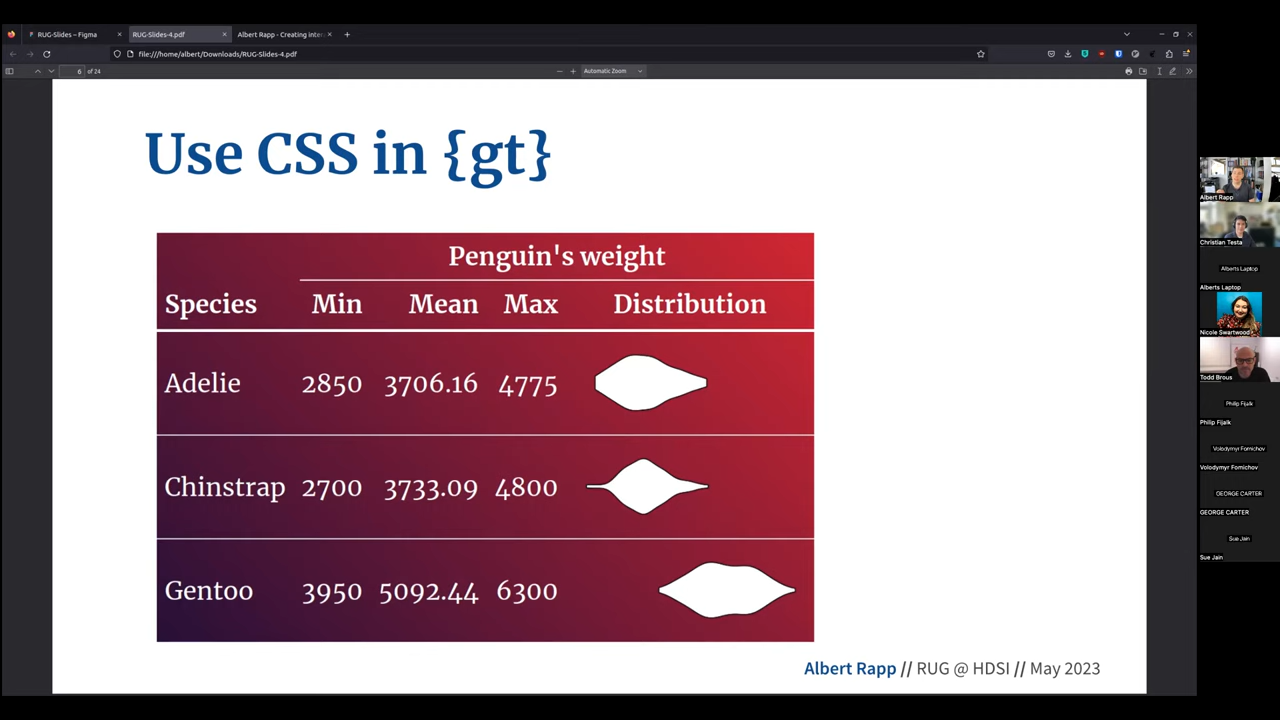 RUG-Slides – Figma
RUG-Slides-4.pdf
Albert Rapp - Creating inter
file:///home/albert/Downloads/RUG-Slides-4.pdf
6 of 24
Automatic Zoom
Use CSS in {gt}
Penguin's weight
Species Min Mean Max Distribution
Adelie 2850 3706.16 4775
Chinstrap 2700 3733.09 4800
Gentoo 3950 5092.44 6300
Albert Rapp // RUG @ HDSI // May 2023
Albert Rapp
Christian Testa
Alberts Laptop
Alberts Laptop
Nicole Swartwood
Todd Brous
Philip Fijalk
Philip Fijalk
Volodymyr Fomichov
Volodymyr Fomichov
GEORGE CARTER
GEORGE CARTER
Sue Jain
Sue Jain